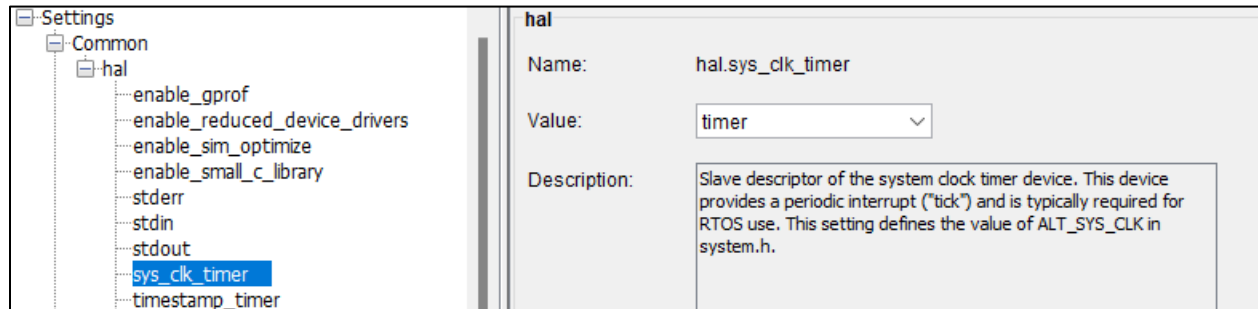 Settings
Common
hal
enable_gprof
enable_reduced_device_drivers
enable_sim_optimize
enable_small_c_library
stderr
stdin
stdout
sys_clk_timer
timestamp_timer
hal
Name: hal.sys_clk_timer
Value: timer
Description: Slave descriptor of the system clock timer device. This device
provides a periodic interrupt ("tick") and is typically required for
RTOS use. This setting defines the value of ALT_SYS_CLK in
system.h.